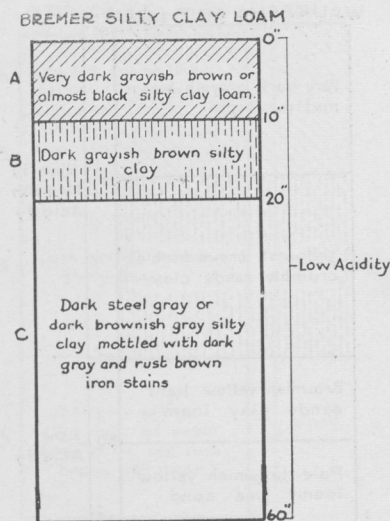 BREMER SILTY CLAY LOAM
0"
A
Very dark grayish brown or
almost black silty clay loam.
10"
B
Dark grayish brown silty
clay
20"
Low Acidity
C
Dark steel gray or
dark brownish gray silty
clay mottled with dark
gray and rust brown
iron stains
60"